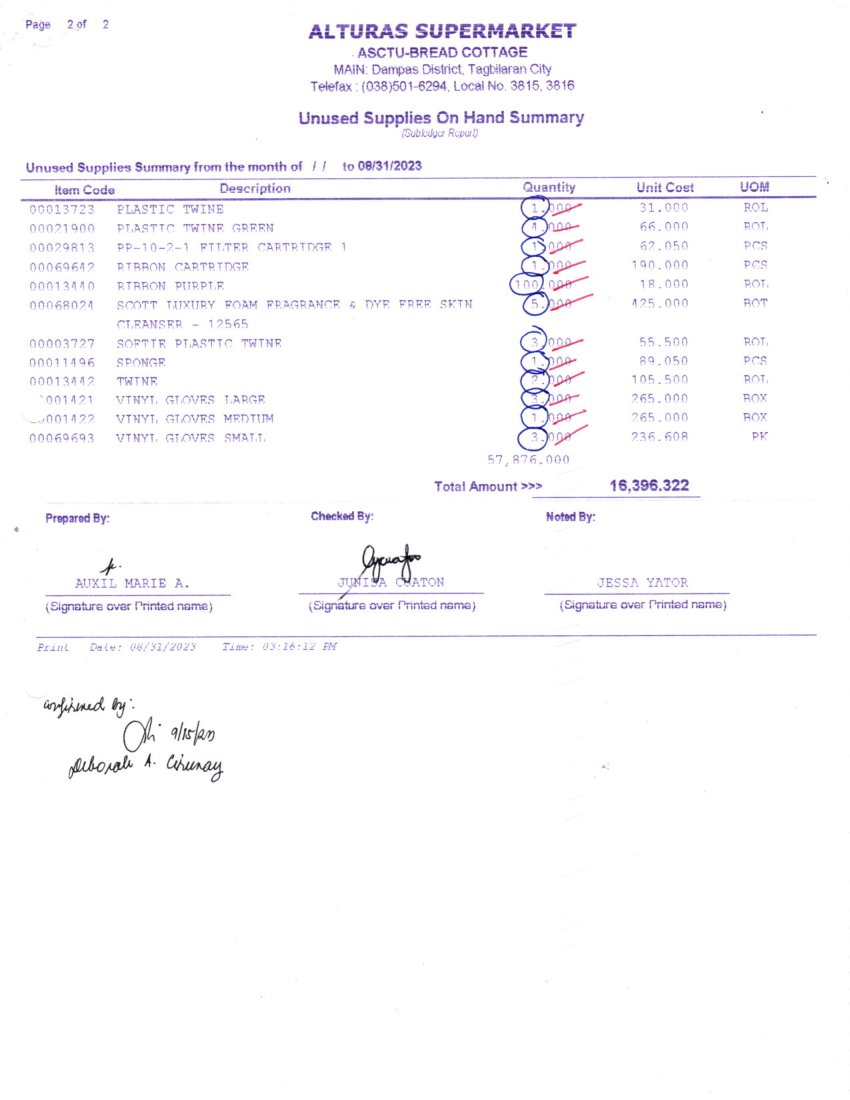 Page 2 of 2
ALTURAS SUPERMARKET
ASCTU-BREAD COTTAGE
MAIN: Dampas District, Tagbilaran City
Telefax : (038)501-6294, Local No. 3815, 3816
Unused Supplies On Hand Summary
(Subledger Report)
Unused Supplies Summary from the month of / / to 08/31/2023
Item Code Description Quantity Unit Cost UOM
00013723 PLASTIC TWINE 1.000 31.000 ROL
00021900 PLASTIC TWINE GREEN 4.000 66.000 ROL
00029813 PP-10-2-1 FILTER CARTRIDGE 1 1.000 62.050 PCS
00069642 RIBBON CARTRIDGE 1.000 190.000 PCS
00013440 RIBBON PURPLE 100.000 18.000 ROL
00068024 SCOTT LUXURY FOAM FRAGRANCE & DYE FREE SKIN 5.000 425.000 BOT
CLEANSER - 12565
00003727 SOFTIE PLASTIC TWINE 3.000 55.500 ROL
00011496 SPONGE 1.000 89.050 PCS
00013442 TWINE 2.000 105.500 ROL
001421 VINYL GLOVES LARGE 3.000 265.000 BOX
001422 VINYL GLOVES MEDIUM 1.000 265.000 BOX
00069693 VINYL GLOVES SMALL 3.000 236.608 PK
57,876.000
Total Amount >>> 16,396.322
Prepared By: Checked By: Noted By:
AUXIL MARIE A. JUNISA CUATON JESSA YATOR
(Signature over Printed name) (Signature over Printed name) (Signature over Printed name)
Print Date: 08/31/2023 Time: 03:16:12 PM
confirmed by:
9/15/23
Deborah A.